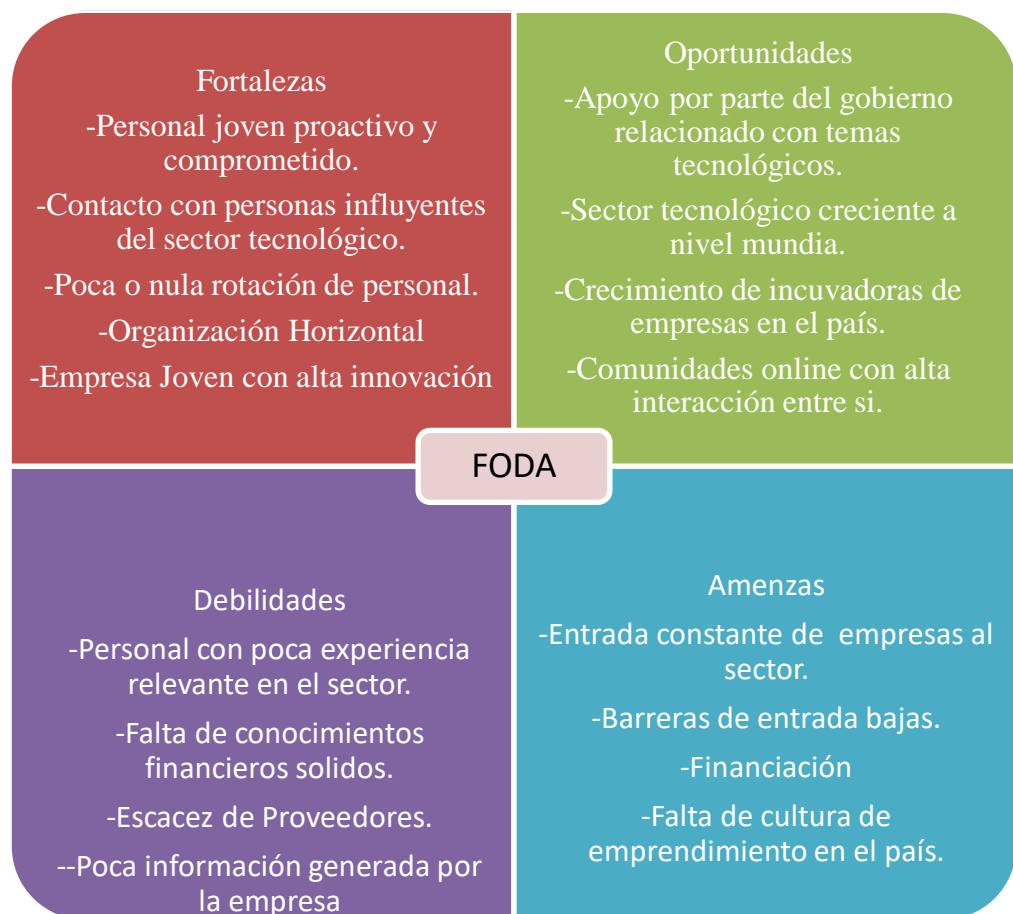 Fortalezas
-Personal joven proactivo y
comprometido.
-Contacto con personas influyentes
del sector tecnológico.
-Poca o nula rotación de personal.
-Organización Horizontal
-Empresa Joven con alta innovación
Oportunidades
-Apoyo por parte del gobierno
relacionado con temas
tecnológicos.
-Sector tecnológico creciente a
nivel mundia.
-Crecimiento de incuvadoras de
empresas en el país.
-Comunidades online con alta
interacción entre si.
FODA
Debilidades
-Personal con poca experiencia
relevante en el sector.
-Falta de conocimientos
financieros solidos.
-Escacez de Proveedores.
--Poca información generada por
la empresa
Amenzas
-Entrada constante de  empresas al
sector.
-Barreras de entrada bajas.
-Financiación
-Falta de cultura de
emprendimiento en el país.